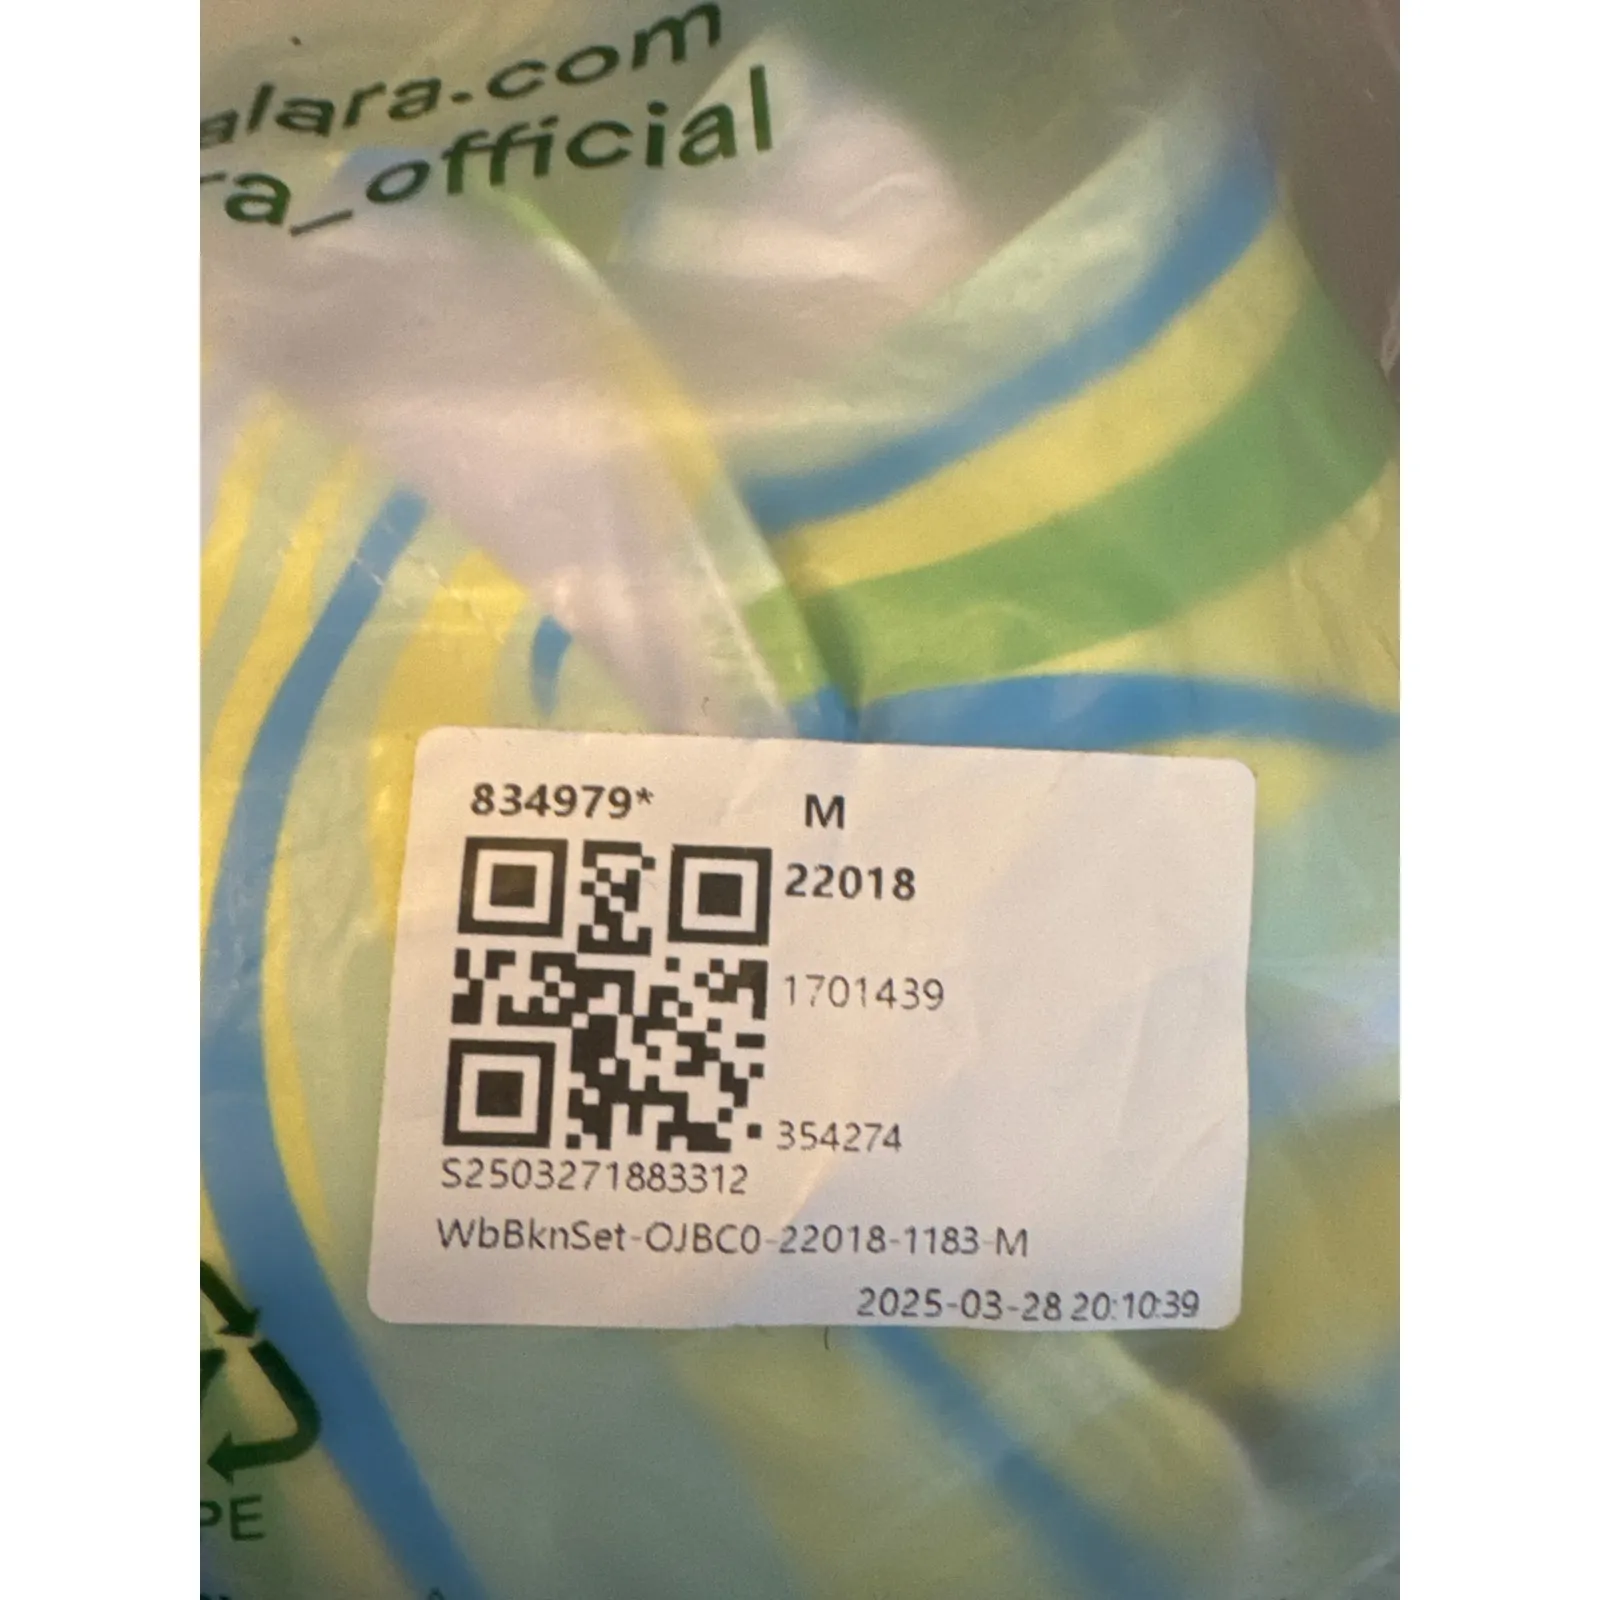 alara.com
ra_official
834979* M
22018
1701439
354274
S2503271883312
WbBknSet-OJBC0-22018-1183-M
2025-03-28 20:10:39
PE